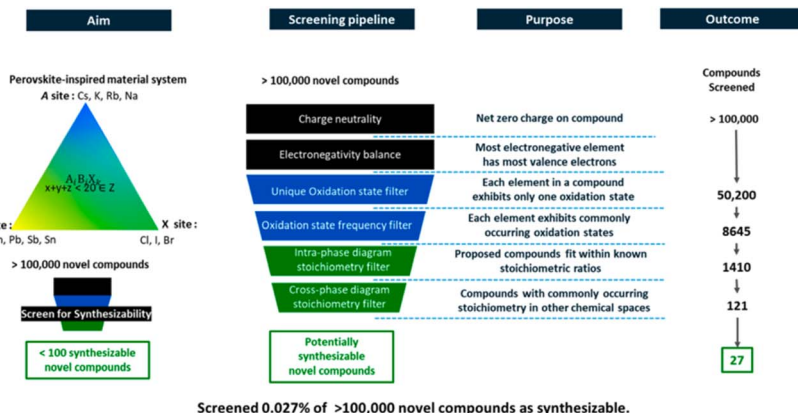 Aim
Screening pipeline
Purpose
Outcome
Perovskite-inspired material system
A site : Cs, K, Rb, Na
X site :
Cl, I, Br
Pb, Sb, Sn
> 100,000 novel compounds
Screen for Synthesizability
< 100 synthesizable
novel compounds
> 100,000 novel compounds
Charge neutrality
Electronegativity balance
Unique Oxidation state filter
Oxidation state frequency filter
Intra-phase diagram
stoichiometry filter
Cross-phase diagram
stoichiometry filter
Potentially
synthesizable
novel compounds
Net zero charge on compound
Most electronegative element
has most valence electrons
Each element in a compound
exhibits only one oxidation state
Each element exhibits commonly
occurring oxidation states
Proposed compounds fit within known
stoichiometric ratios
Compounds with commonly occurring
stoichiometry in other chemical spaces
Compounds
Screened
> 100,000
50,200
8645
1410
121
27
Screened 0.027% of >100,000 novel compounds as synthesizable.